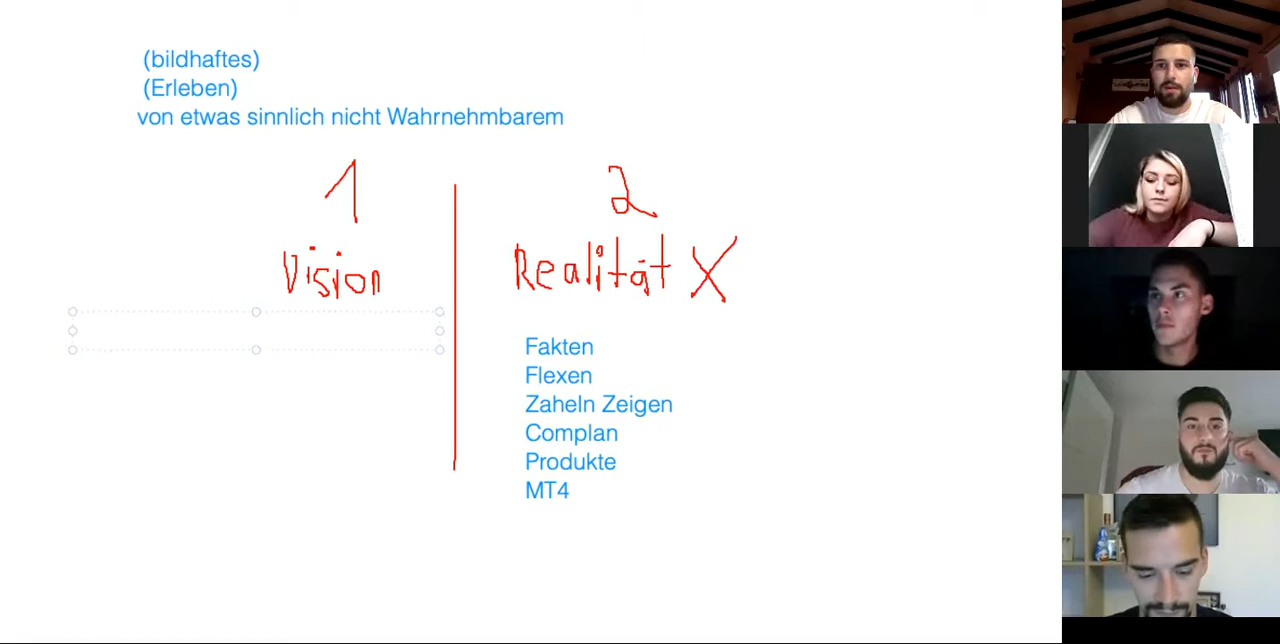 (bildhaftes)
(Erleben)
von etwas sinnlich nicht Wahrnehmbarem
1
2
Vision
Realität X
Fakten
Flexen
Zaheln Zeigen
Complan
Produkte
MT4